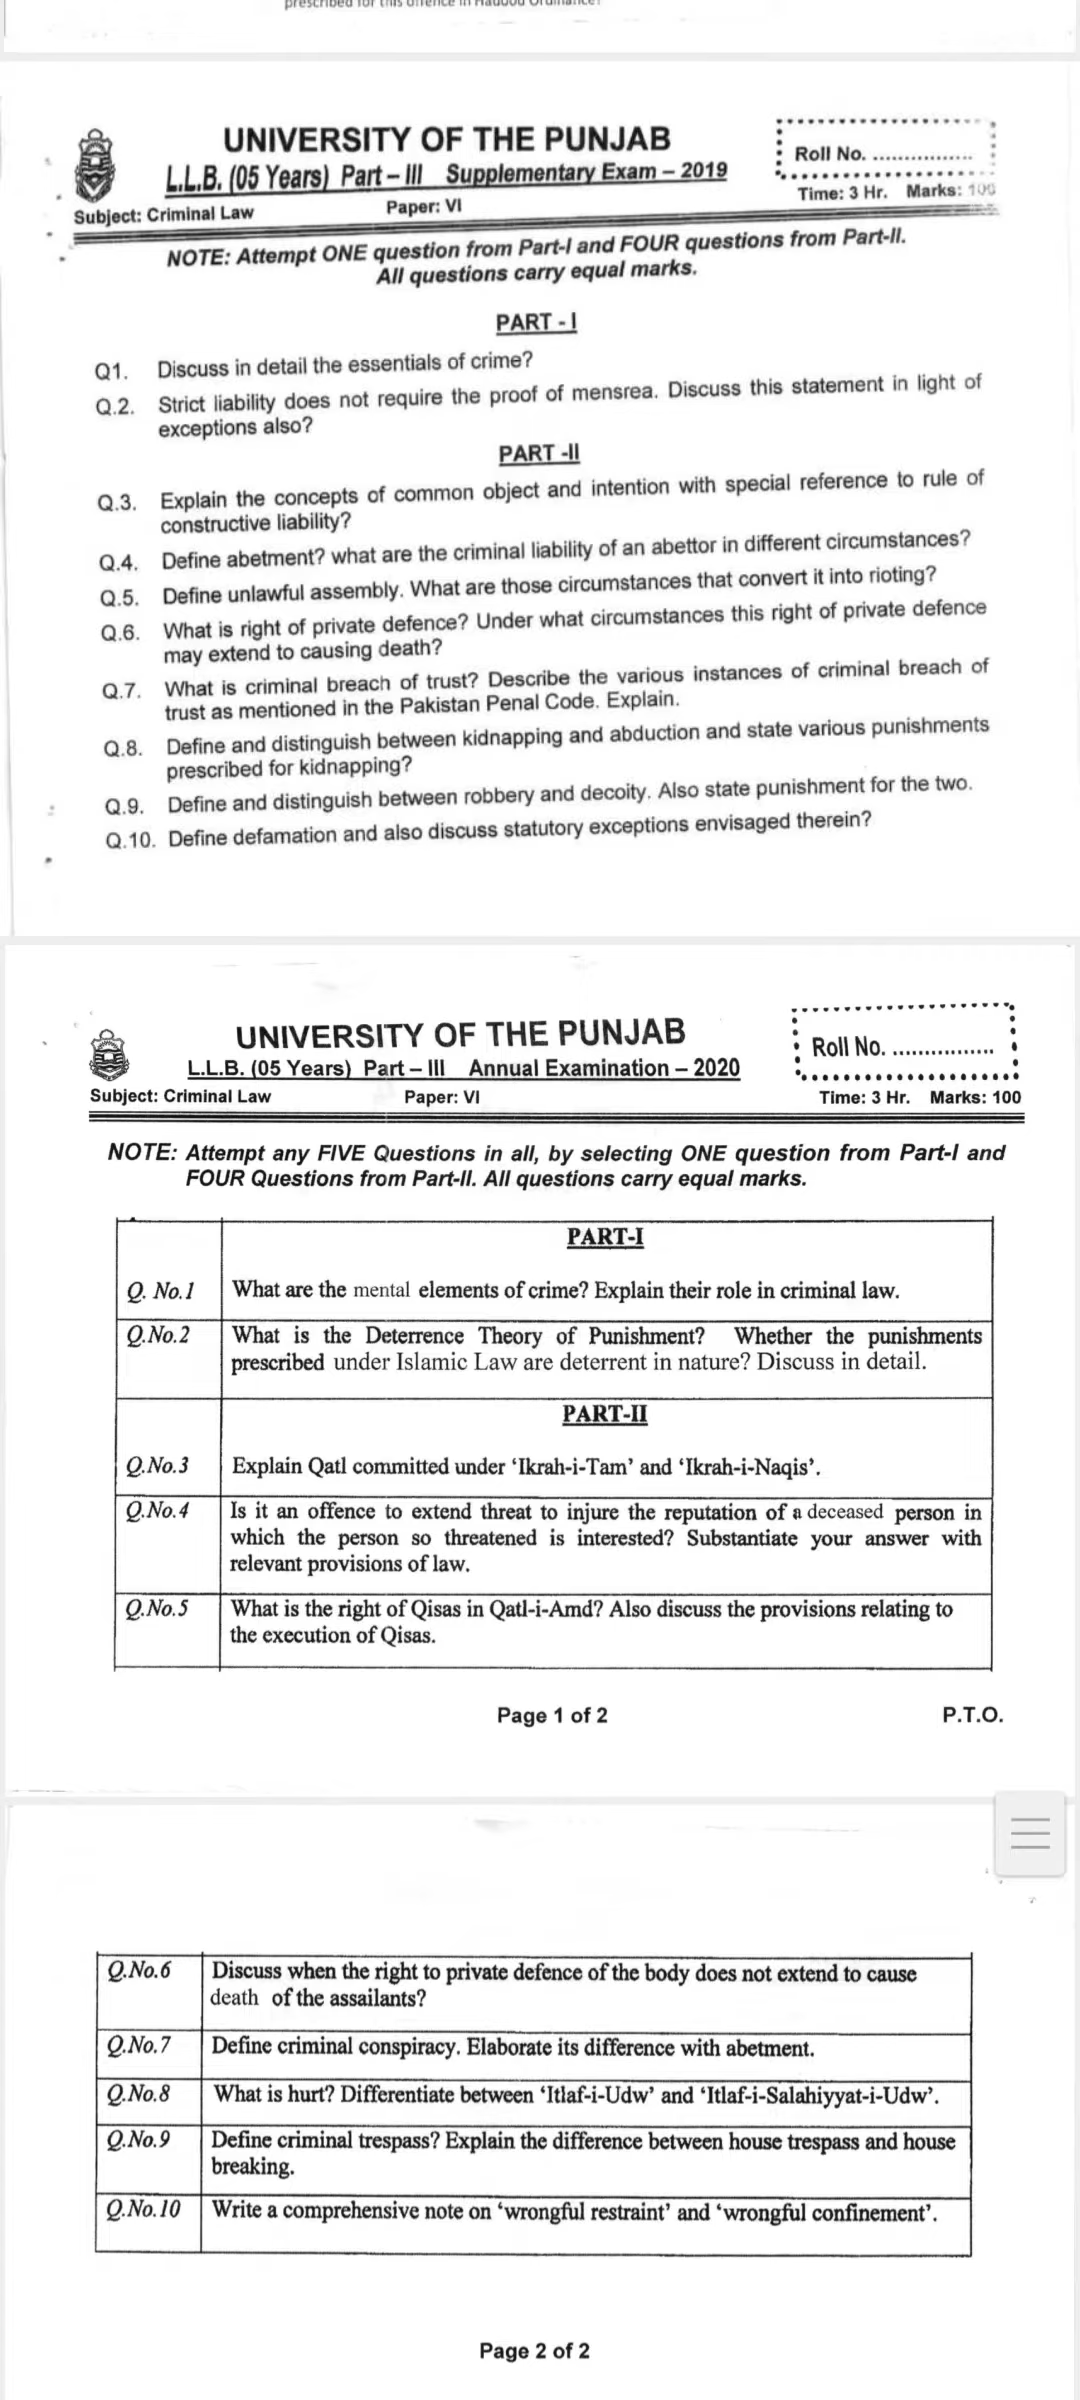 prescribed for this offence in Hadood Ordinance?
UNIVERSITY OF THE PUNJAB
L.L.B. (05 Years) Part – III Supplementary Exam – 2019
Roll No. ................
Subject: Criminal Law Paper: VI Time: 3 Hr. Marks: 100
NOTE: Attempt ONE question from Part-I and FOUR questions from Part-II.
All questions carry equal marks.
PART - I
Q1. Discuss in detail the essentials of crime?
Q.2. Strict liability does not require the proof of mensrea. Discuss this statement in light of
exceptions also?
PART -II
Q.3. Explain the concepts of common object and intention with special reference to rule of
constructive liability?
Q.4. Define abetment? what are the criminal liability of an abettor in different circumstances?
Q.5. Define unlawful assembly. What are those circumstances that convert it into rioting?
Q.6. What is right of private defence? Under what circumstances this right of private defence
may extend to causing death?
Q.7. What is criminal breach of trust? Describe the various instances of criminal breach of
trust as mentioned in the Pakistan Penal Code. Explain.
Q.8. Define and distinguish between kidnapping and abduction and state various punishments
prescribed for kidnapping?
Q.9. Define and distinguish between robbery and decoity. Also state punishment for the two.
Q.10. Define defamation and also discuss statutory exceptions envisaged therein?
UNIVERSITY OF THE PUNJAB
L.L.B. (05 Years) Part – III Annual Examination – 2020
Roll No. ................
Subject: Criminal Law Paper: VI Time: 3 Hr. Marks: 100
NOTE: Attempt any FIVE Questions in all, by selecting ONE question from Part-I and
FOUR Questions from Part-II. All questions carry equal marks.
PART-I
Q. No.1 What are the mental elements of crime? Explain their role in criminal law.
Q.No.2 What is the Deterrence Theory of Punishment? Whether the punishments
prescribed under Islamic Law are deterrent in nature? Discuss in detail.
PART-II
Q.No.3 Explain Qatl committed under ‘Ikrah-i-Tam’ and ‘Ikrah-i-Naqis’.
Q.No.4 Is it an offence to extend threat to injure the reputation of a deceased person in
which the person so threatened is interested? Substantiate your answer with
relevant provisions of law.
Q.No.5 What is the right of Qisas in Qatl-i-Amd? Also discuss the provisions relating to
the execution of Qisas.
Page 1 of 2 P.T.O.
Q.No.6 Discuss when the right to private defence of the body does not extend to cause
death of the assailants?
Q.No.7 Define criminal conspiracy. Elaborate its difference with abetment.
Q.No.8 What is hurt? Differentiate between ‘Itlaf-i-Udw’ and ‘Itlaf-i-Salahiyyat-i-Udw’.
Q.No.9 Define criminal trespass? Explain the difference between house trespass and house
breaking.
Q.No.10 Write a comprehensive note on ‘wrongful restraint’ and ‘wrongful confinement’.
Page 2 of 2